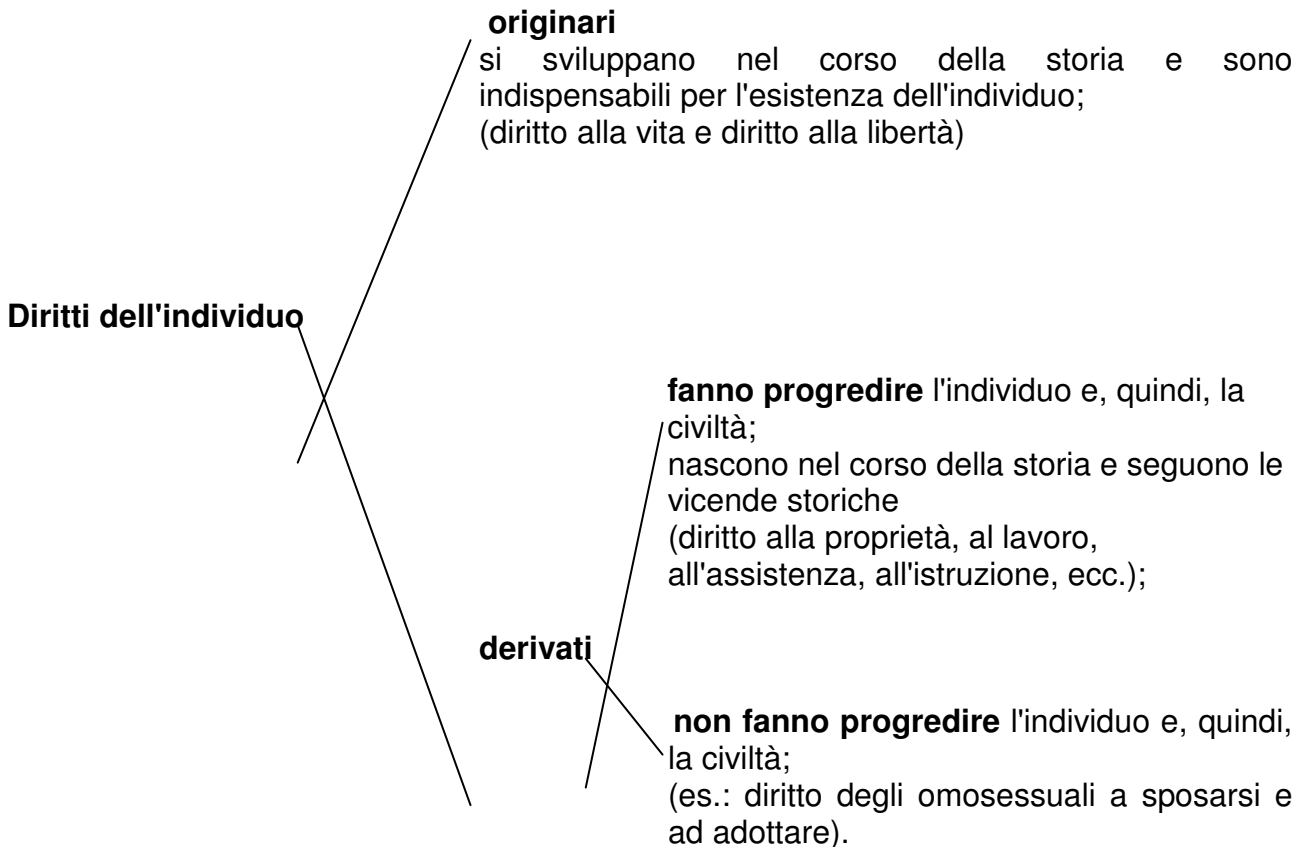 originari
si sviluppano nel corso della storia e sono
indispensabili per l'esistenza dell'individuo;
(diritto alla vita e diritto alla libertà)
Diritti dell'individuo
fanno progredire l'individuo e, quindi, la
civiltà;
nascono nel corso della storia e seguono le
vicende storiche
(diritto alla proprietà, al lavoro,
all'assistenza, all'istruzione, ecc.);
derivati
non fanno progredire l'individuo e, quindi,
la civiltà;
(es.: diritto degli omosessuali a sposarsi e
ad adottare).